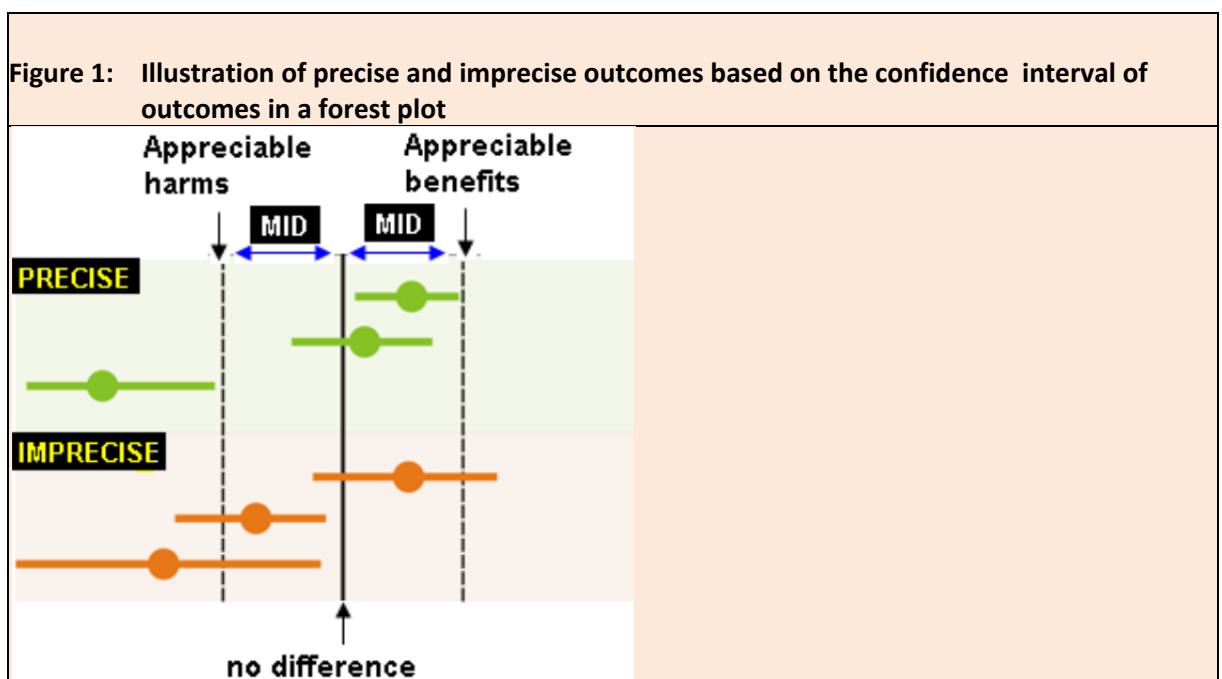 Figure 1: Illustration of precise and imprecise outcomes based on the confidence interval of
outcomes in a forest plot
Appreciable
harms
Appreciable
benefits
MID
MID
PRECISE
IMPRECISE
no difference